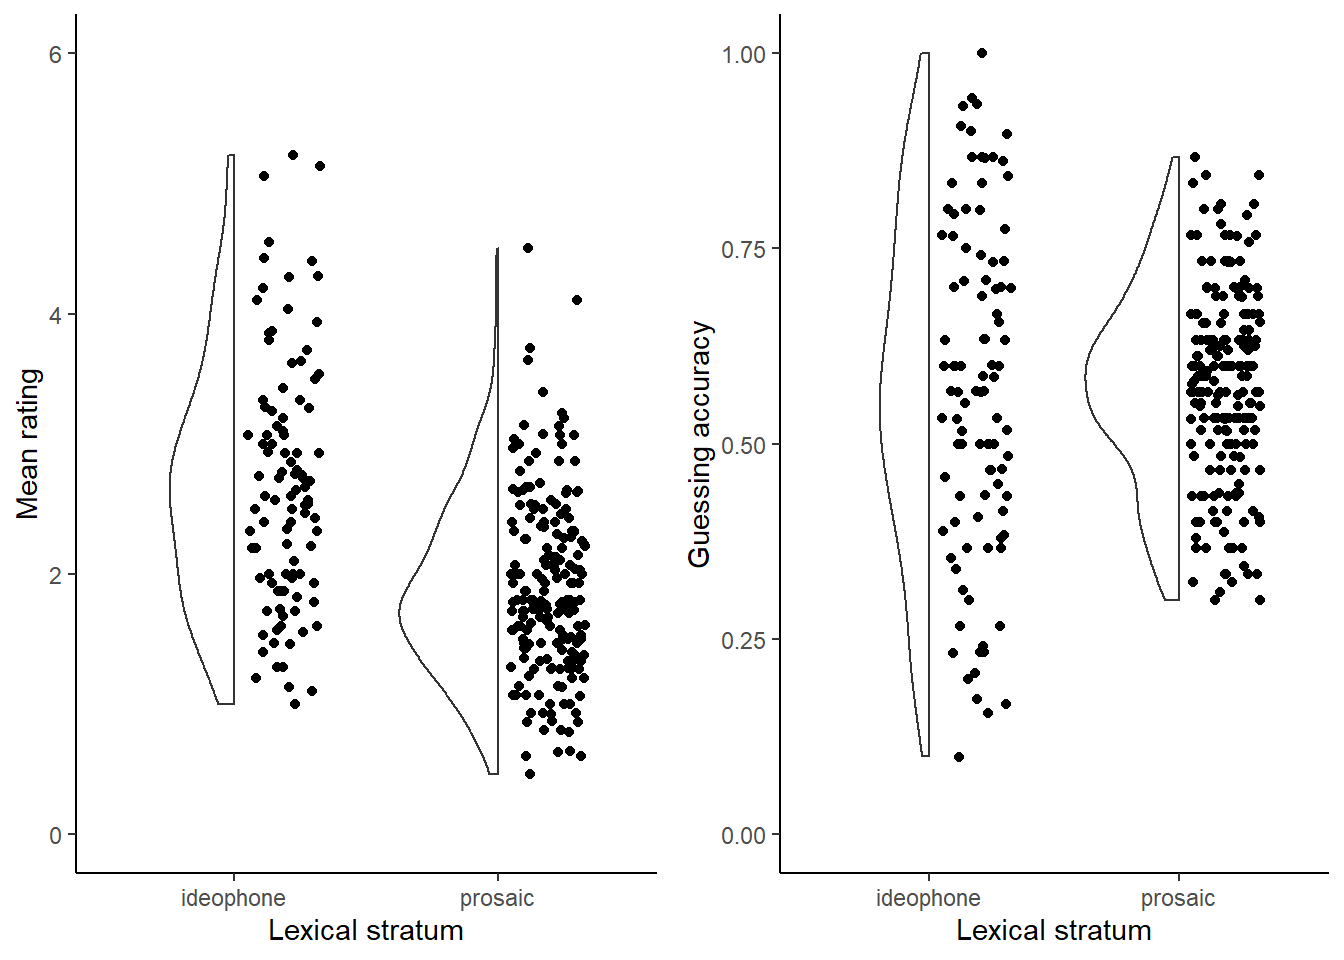 Mean rating
6
4
2
0
ideophone
prosaic
Lexical stratum
Guessing accuracy
1.00
0.75
0.50
0.25
0.00
ideophone
prosaic
Lexical stratum